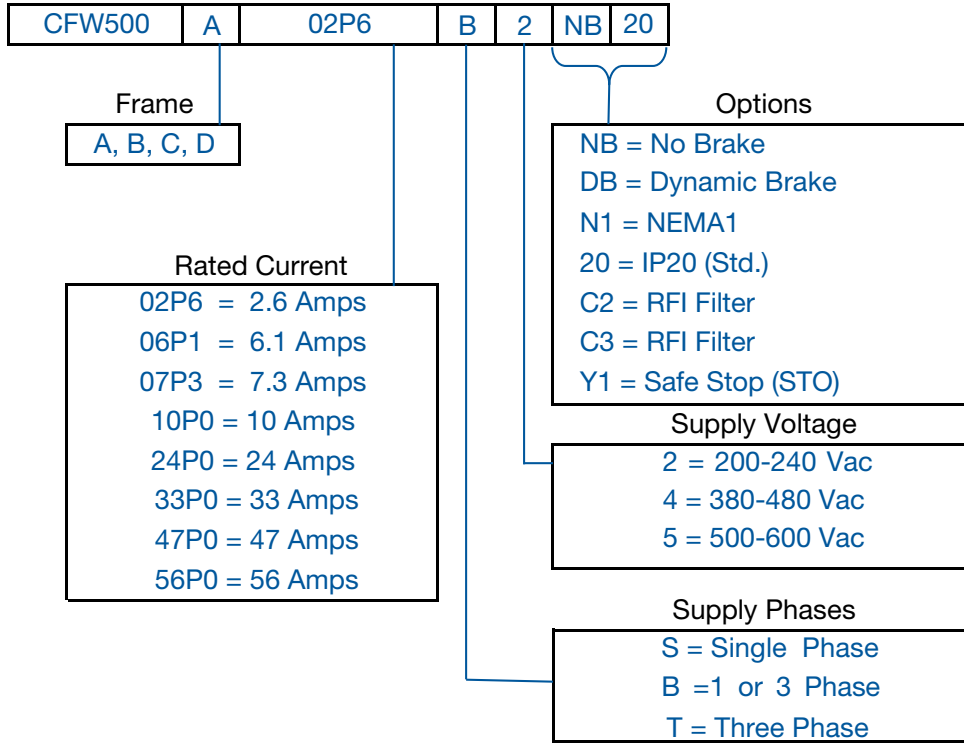 CFW500 A 02P6 B 2 NB 20
Frame
A, B, C, D
Rated Current
02P6 = 2.6 Amps
06P1 = 6.1 Amps
07P3 = 7.3 Amps
10P0 = 10 Amps
24P0 = 24 Amps
33P0 = 33 Amps
47P0 = 47 Amps
56P0 = 56 Amps
Options
NB = No Brake
DB = Dynamic Brake
N1 = NEMA1
20 = IP20 (Std.)
C2 = RFI Filter
C3 = RFI Filter
Y1 = Safe Stop (STO)
Supply Voltage
2 = 200-240 Vac
4 = 380-480 Vac
5 = 500-600 Vac
Supply Phases
S = Single Phase
B =1 or 3 Phase
T = Three Phase